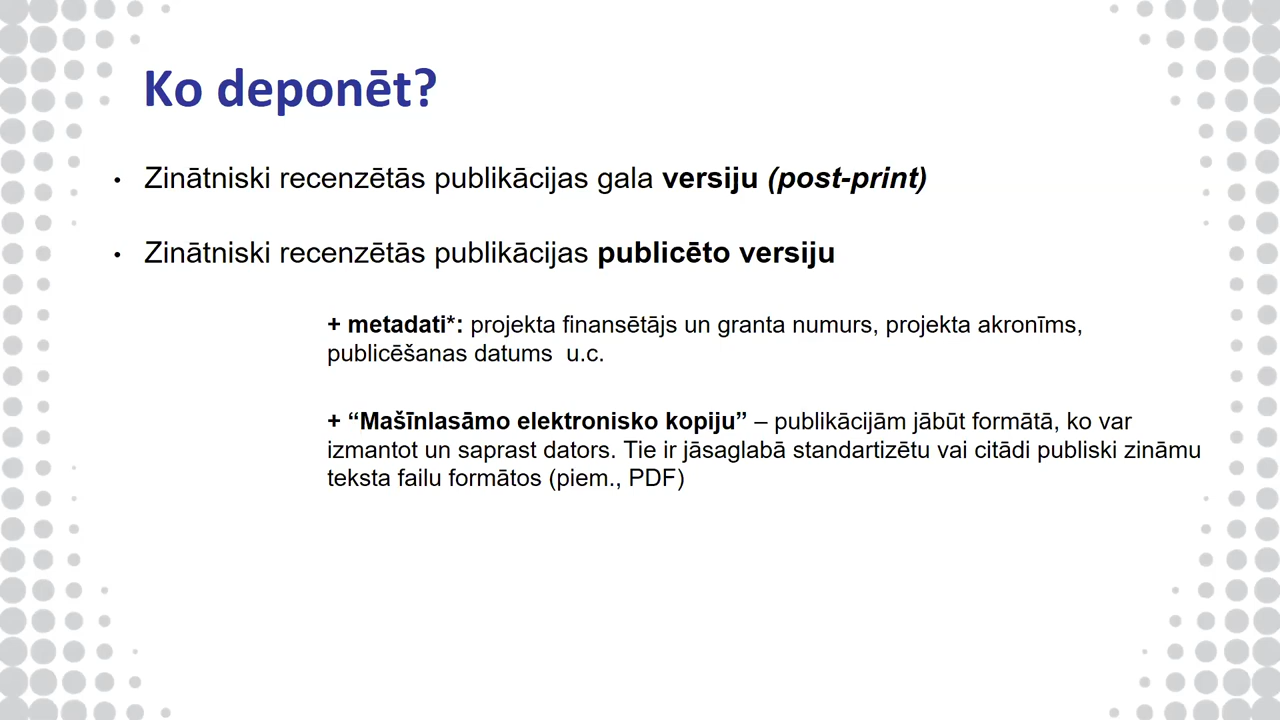 Ko deponēt?
• Zinātniski recenzētās publikācijas gala versiju (post-print)
• Zinātniski recenzētās publikācijas publicēto versiju
+ metadati*: projekta finansētājs un granta numurs, projekta akronīms,
publicēšanas datums  u.c.
+ “Mašīnlasāmo elektronisko kopiju” – publikācijām jābūt formātā, ko var
izmantot un saprast dators. Tie ir jāsaglabā standartizētu vai citādi publiski zināmu
teksta failu formātos (piem., PDF)